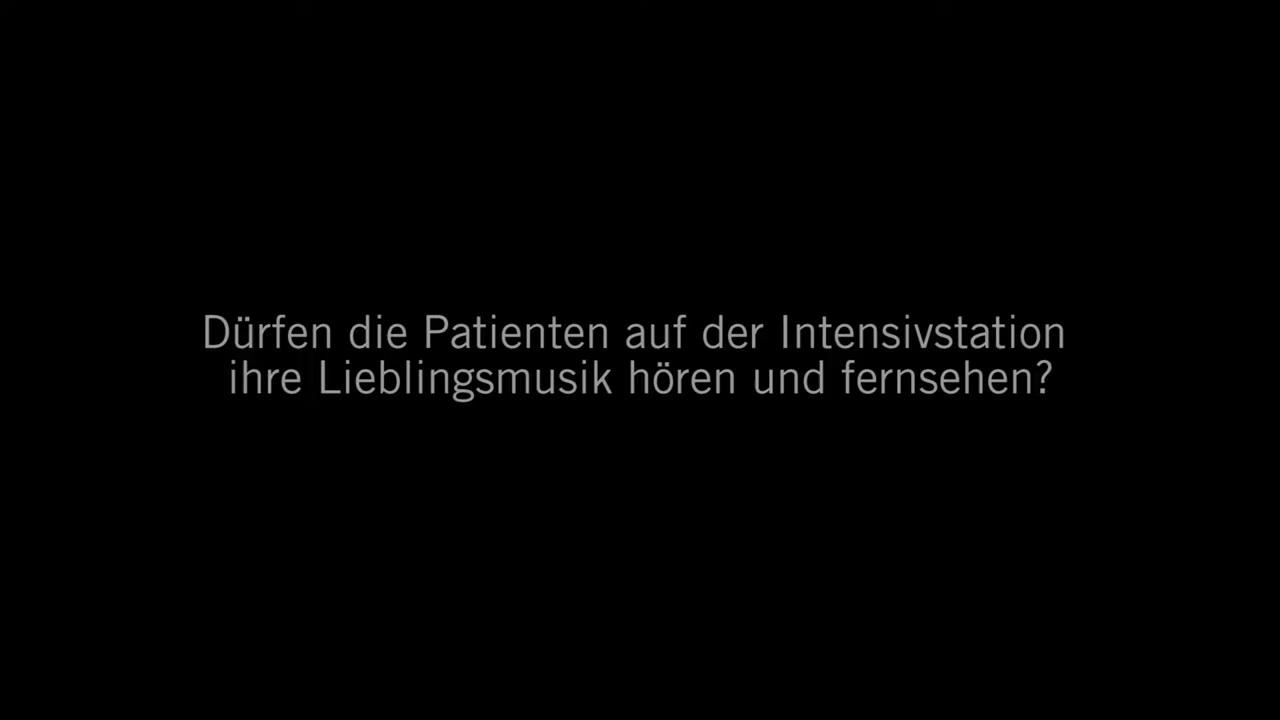 Dürfen die Patienten auf der Intensivstation
ihre Lieblingsmusik hören und fernsehen?